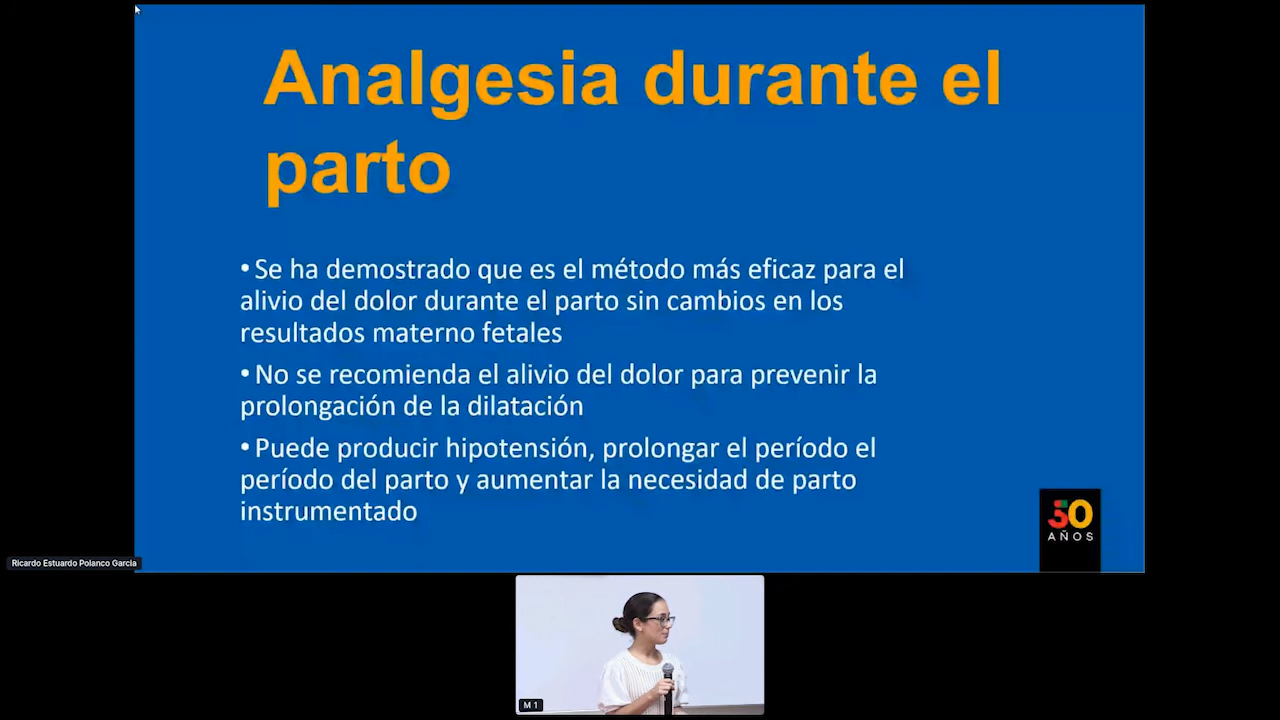 Analgesia durante el
parto
• Se ha demostrado que es el método más eficaz para el
alivio del dolor durante el parto sin cambios en los
resultados materno fetales
• No se recomienda el alivio del dolor para prevenir la
prolongación de la dilatación
• Puede producir hipotensión, prolongar el período el
período del parto y aumentar la necesidad de parto
instrumentado
50
AÑOS
Ricardo Estuardo Polanco Garcia
M 1